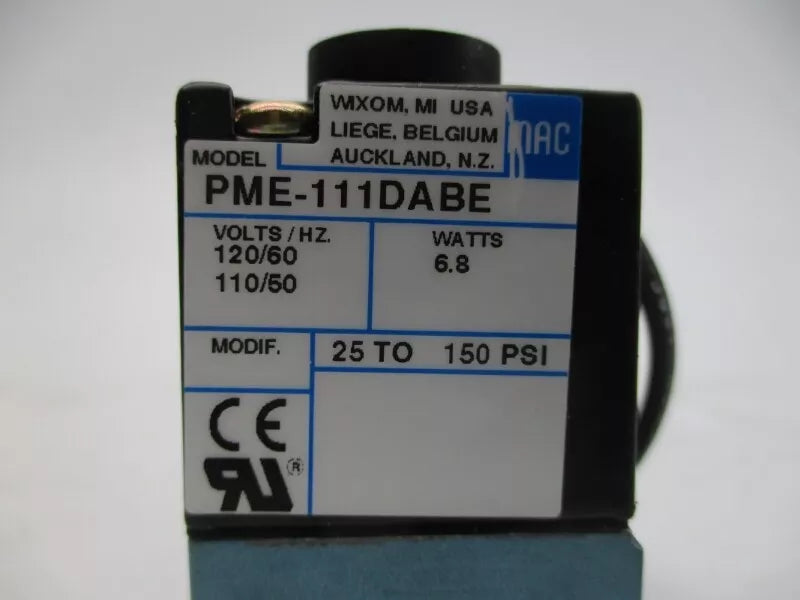 WIXOM, MI USA
LIEGE, BELGIUM
AUCKLAND, N.Z.
MAC
MODEL
PME-111DABE
VOLTS / HZ.
120/60
110/50
WATTS
6.8
MODIF.
25 TO 150 PSI
CE
RU ®